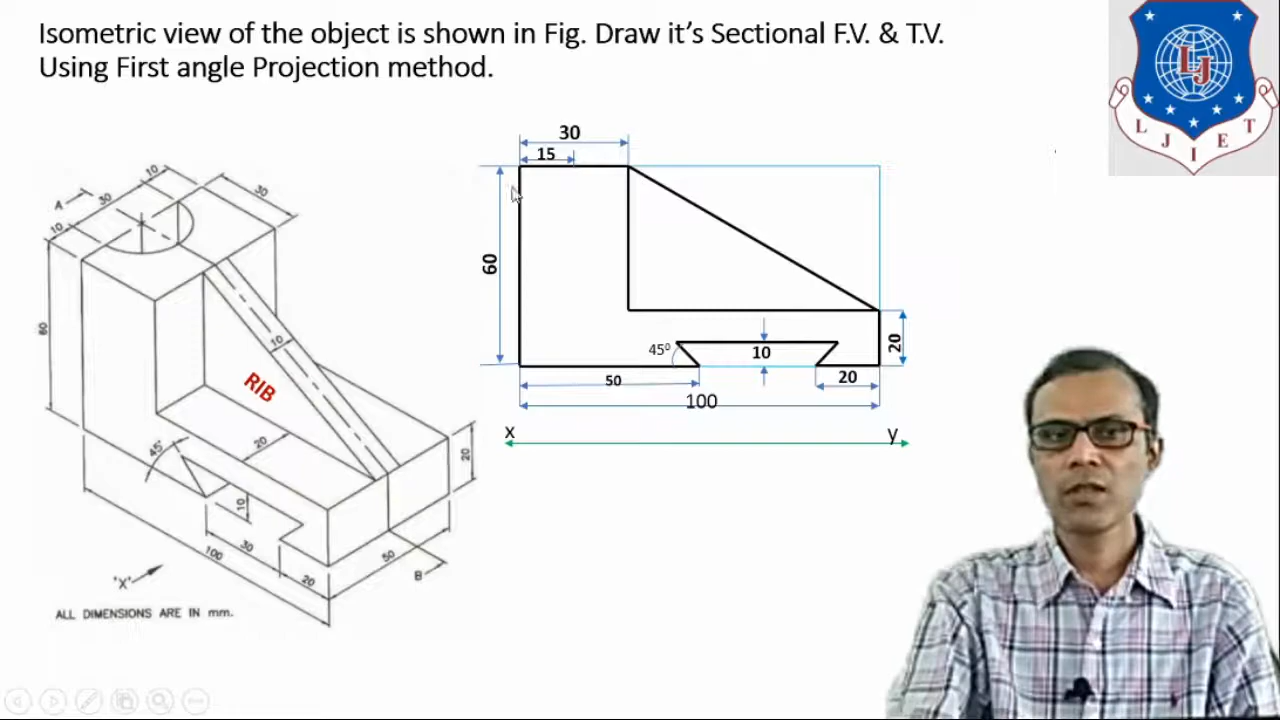 Isometric view of the object is shown in Fig. Draw it's Sectional F.V. & T.V.
Using First angle Projection method.
L J I E T
LJ
A
10
30
10
30
60
10
RIB
45°
20
10
30
100
20
50
20
B
'X'
ALL DIMENSIONS ARE IN mm.
30
15
60
45⁰
10
20
50
20
100
x
y